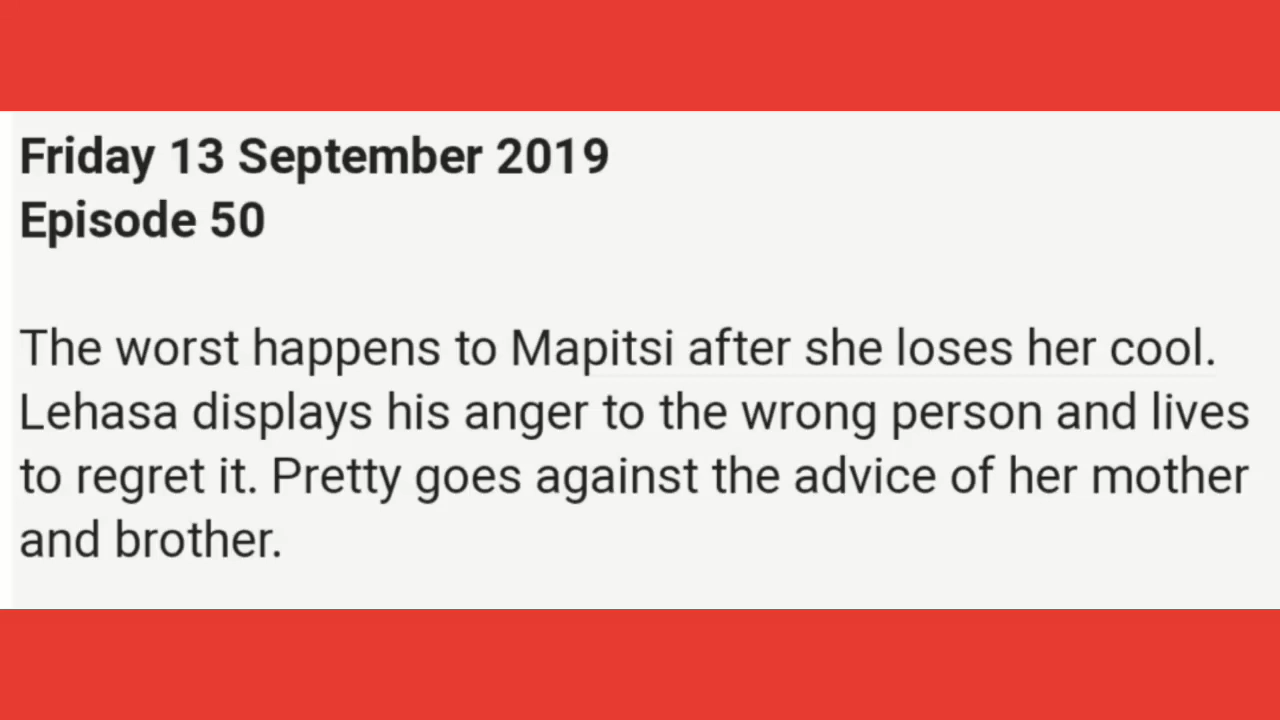 Friday 13 September 2019
Episode 50
The worst happens to Mapitsi after she loses her cool.
Lehasa displays his anger to the wrong person and lives
to regret it. Pretty goes against the advice of her mother
and brother.